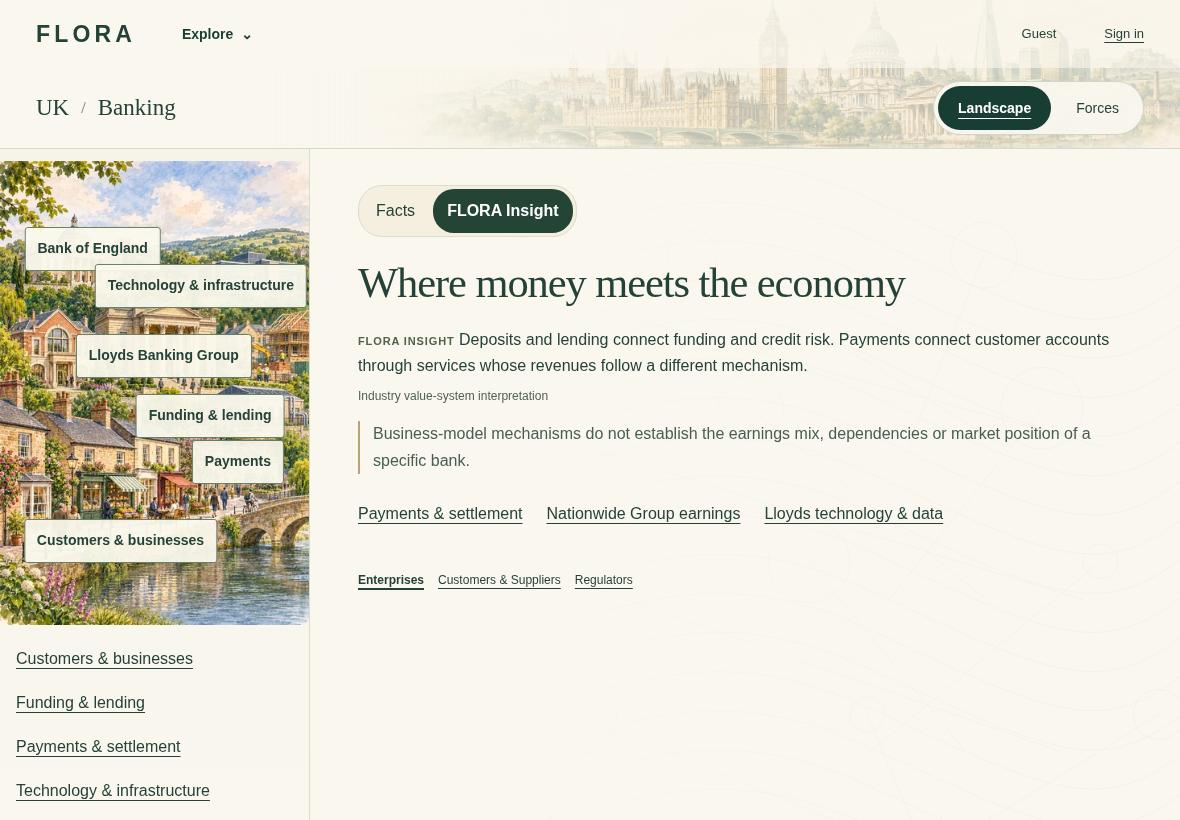 FLORA
Explore
Guest
Sign in
UK / Banking
Landscape
Forces
Bank of England
Technology & infrastructure
Lloyds Banking Group
Funding & lending
Payments
Customers & businesses
Customers & businesses
Funding & lending
Payments & settlement
Technology & infrastructure
Facts
FLORA Insight
Where money meets the economy
FLORA INSIGHT Deposits and lending connect funding and credit risk. Payments connect customer accounts
through services whose revenues follow a different mechanism.
Industry value-system interpretation
Business-model mechanisms do not establish the earnings mix, dependencies or market position of a
specific bank.
Payments & settlement Nationwide Group earnings Lloyds technology & data
Enterprises Customers & Suppliers Regulators